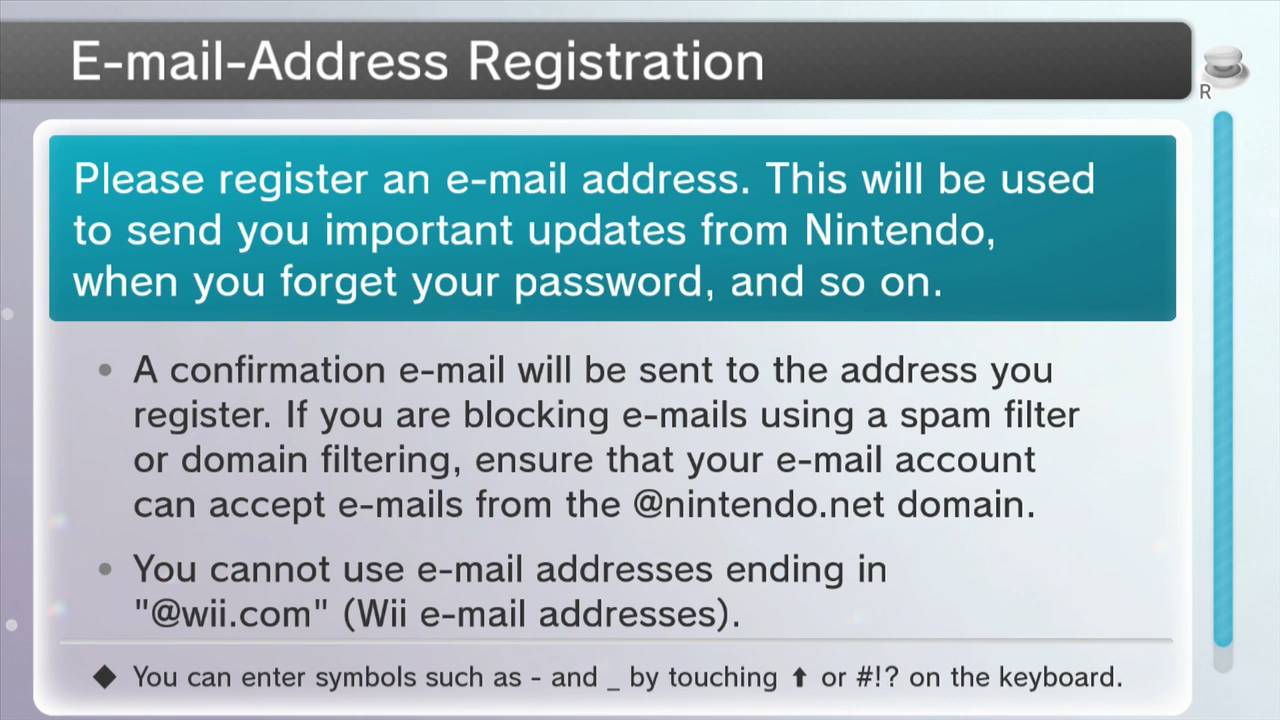 E-mail-Address Registration
R
Please register an e-mail address. This will be used
to send you important updates from Nintendo,
when you forget your password, and so on.
• A confirmation e-mail will be sent to the address you
register. If you are blocking e-mails using a spam filter
or domain filtering, ensure that your e-mail account
can accept e-mails from the @nintendo.net domain.
• You cannot use e-mail addresses ending in
"@wii.com" (Wii e-mail addresses).
◆ You can enter symbols such as - and _ by touching ⬆ or #!? on the keyboard.